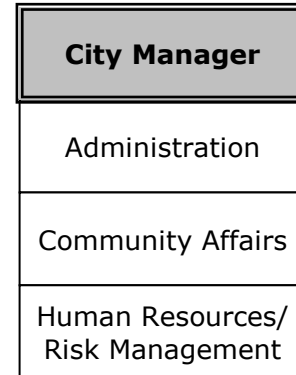 City Manager
Administration
Community Affairs
Human Resources/
Risk Management